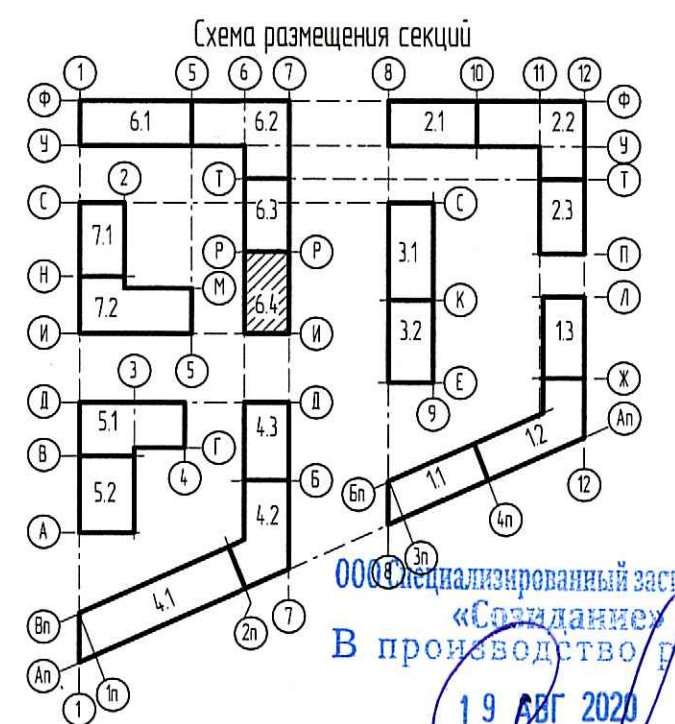 Схема размещения секций
1 5 6 7 8 10 11 12
Ф 6.1 6.2 2.1 2.2 Ф
У У
2 Т Т
С 7.1 6.3 С 2.3
Р Р 3.1 П
Н М
7.2 6.4 К Л
И И 3.2 1.3
3 5 Е Ж
Д 5.1 4.3 Д 9 Ап
В Г 1.2
4 Б Бп 1.1 12
5.2 4.2 4п
А 3п
4.1 8
Вп 2п 7
Ап 1п
1
ООО Специализированный
«Созидание»
В производство р
19 АВГ 2020